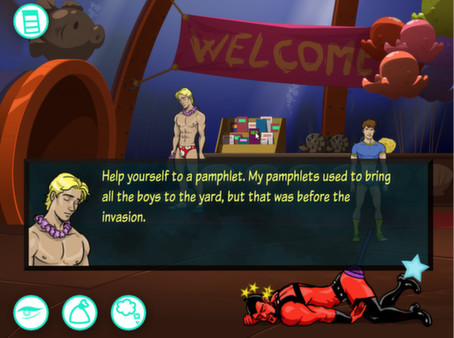 WELCOME
Help yourself to a pamphlet. My pamphlets used to bring
all the boys to the yard, but that was before the
invasion.